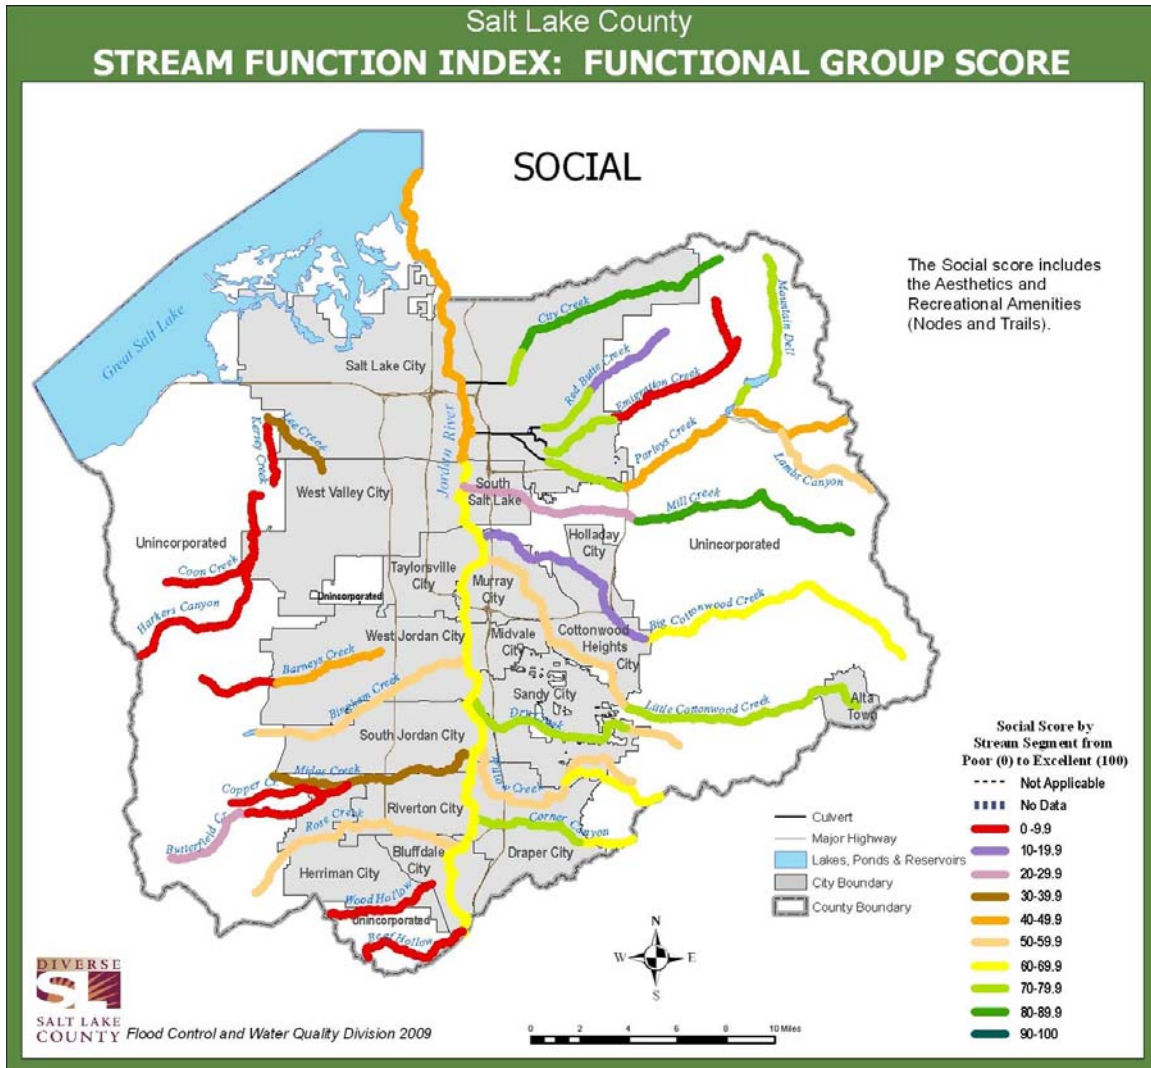 Salt Lake County
STREAM FUNCTION INDEX: FUNCTIONAL GROUP SCORE
SOCIAL
The Social score includes
the Aesthetics and
Recreational Amenities
(Nodes and Trails).
Great Salt Lake
City Creek
Mountain Dell
Salt Lake City
Red Butte Creek
Emigration Creek
Lee Creek
Kersey Creek
Jordan River
Parleys Creek
Lambs Canyon
West Valley City
South
Salt Lake
Mill Creek
Holladay
City
Unincorporated
Unincorporated
Coon Creek
Taylorsville
City
Murray
City
Unincorporated
Harkers Canyon
Big Cottonwood Creek
West Jordan City
Midvale
City
Cottonwood
Heights
City
Barneys Creek
Bingham Creek
Sandy City
Little Cottonwood Creek
Alta
Town
Dry Creek
South Jordan City
Midas Creek
Willow Creek
Copper Cr.
Riverton City
Rose Creek
Corner Canyon
Butterfield Cr.
Bluffdale
City
Draper City
Herriman City
Wood Hollow
Unincorporated
Beef Hollow
Social Score by
Stream Segment from
Poor (0) to Excellent (100)
Not Applicable
No Data
0 -9.9
10-19.9
20-29.9
30-39.9
40-49.9
50-59.9
60-69.9
70-79.9
80-89.9
90-100
Culvert
Major Highway
Lakes, Ponds & Reservoirs
City Boundary
County Boundary
N
W
E
S
0 2 4 6 8 10 Miles
DIVERSE
SL
SALT LAKE
COUNTY
Flood Control and Water Quality Division 2009